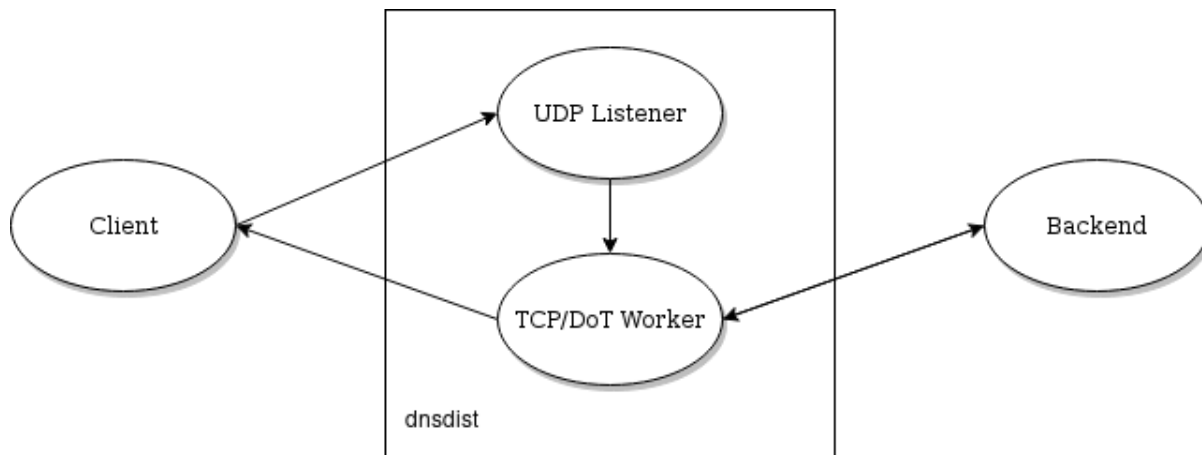 UDP Listener
Client
Backend
TCP/DoT Worker
dnsdist